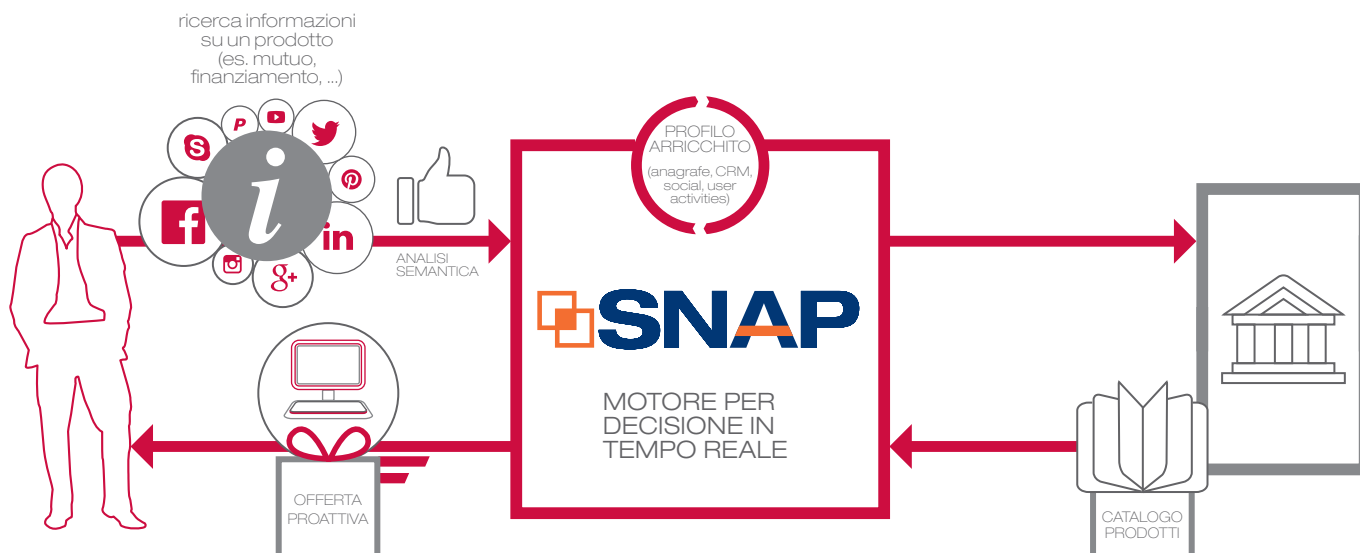 ricerca informazioni
su un prodotto
(es. mutuo,
finanziamento, ...)
P
S
f
i
in
g+
ANALISI
SEMANTICA
PROFILO
ARRICCHITO
(anagrafe, CRM,
social, user
activities)
SNAP
MOTORE PER
DECISIONE IN
TEMPO REALE
OFFERTA
PROATTIVA
CATALOGO
PRODOTTI